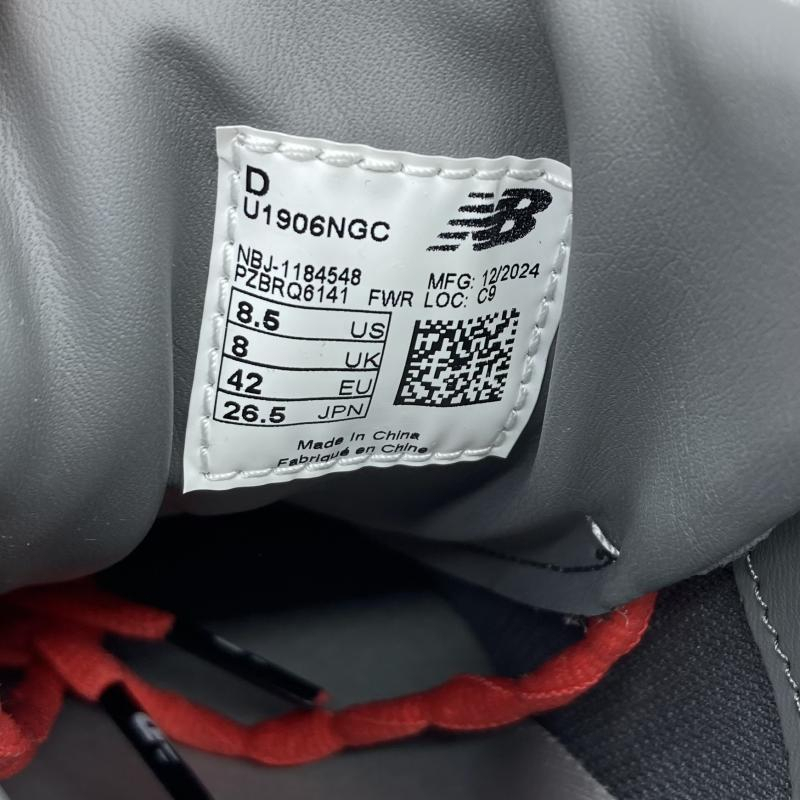 D
U1906NGC
NB
NBJ-1184548
PZBRQ6141 FWR
MFG: 12/2024
LOC: C9
8.5 US
8 UK
42 EU
26.5 JPN
Made In China
Fabriqué en Chine